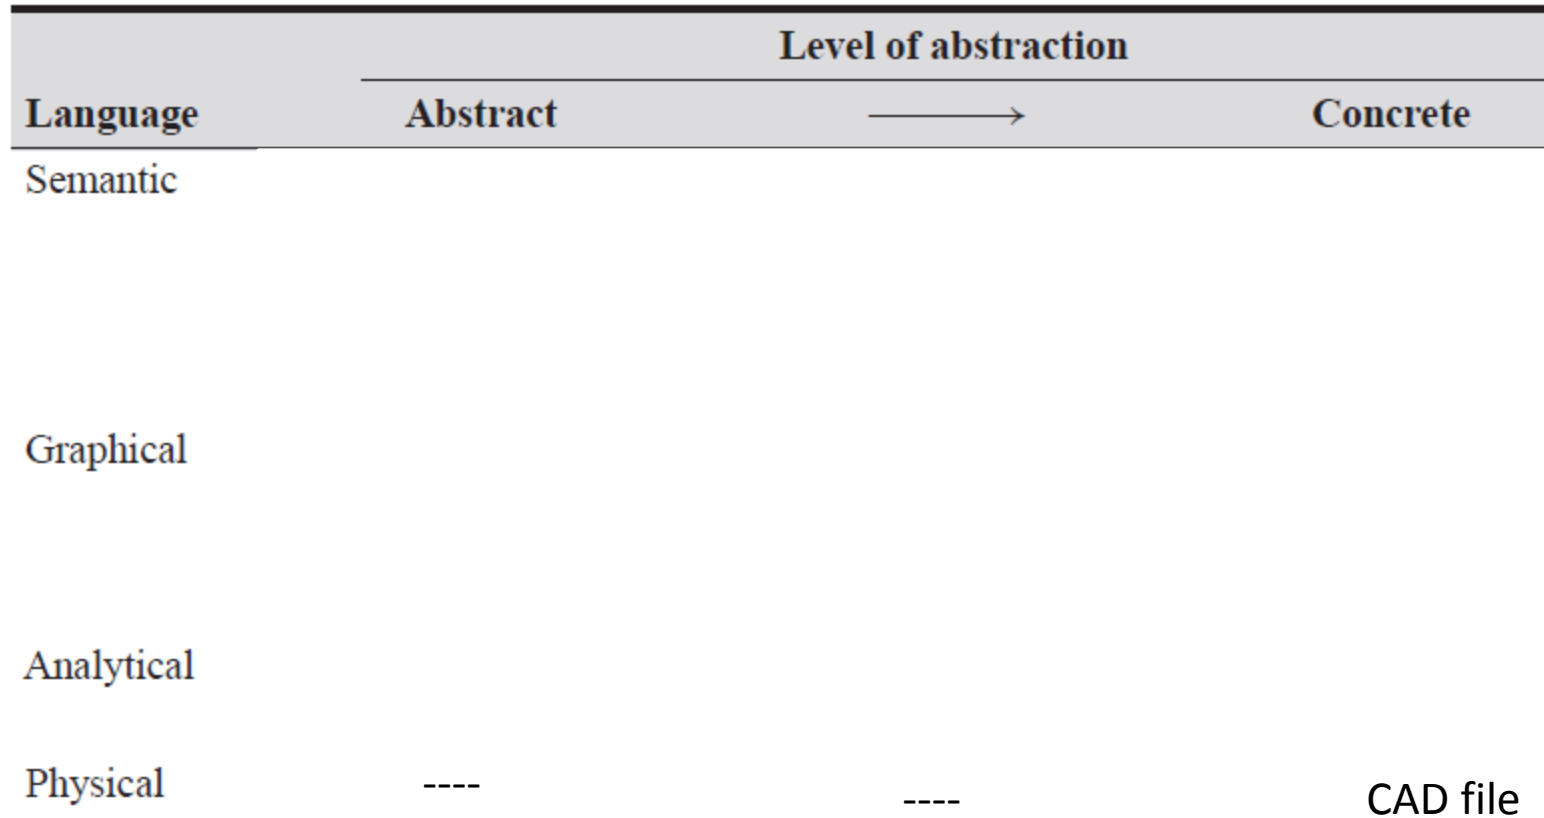 Level of abstraction
Language Abstract ⟶ Concrete
Semantic
Graphical
Analytical
Physical ---- ---- CAD file